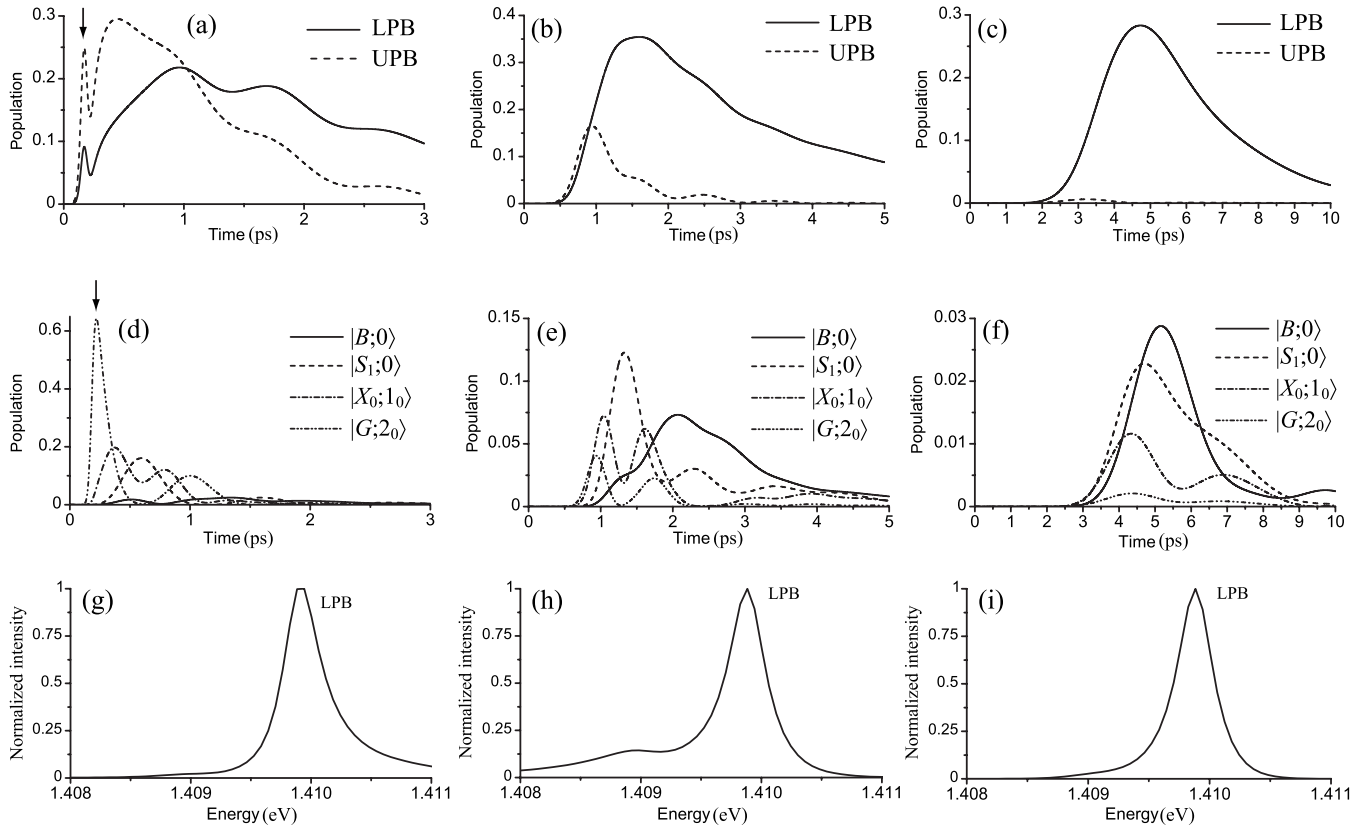 (a)
LPB
UPB
0.3
0.2
0.1
0
Population
0
1
2
3
Time (ps)
(b)
LPB
UPB
0.4
0.3
0.2
0.1
0
Population
0
1
2
3
4
5
Time (ps)
(c)
LPB
UPB
0.3
0.2
0.1
0
Population
0 1 2 3 4 5 6 7 8 9 10
Time (ps)
(d)
|B;0⟩
|S₁;0⟩
|X₀;1₀⟩
|G;2₀⟩
0.6
0.4
0.2
0
Population
0
1
2
3
Time (ps)
(e)
|B;0⟩
|S₁;0⟩
|X₀;1₀⟩
|G;2₀⟩
0.15
0.1
0.05
0
Population
0
1
2
3
4
5
Time (ps)
(f)
|B;0⟩
|S₁;0⟩
|X₀;1₀⟩
|G;2₀⟩
0.03
0.02
0.01
0
Population
0 1 2 3 4 5 6 7 8 9 10
Time (ps)
(g)
LPB
1
0.75
0.5
0.25
0
Normalized intensity
1.408
1.409
1.410
1.411
Energy (eV)
(h)
LPB
1
0.75
0.5
0.25
0
Normalized intensity
1.408
1.409
1.410
1.411
Energy (eV)
(i)
LPB
1
0.75
0.5
0.25
0
Normalized intensity
1.408
1.409
1.410
1.411
Energy (eV)